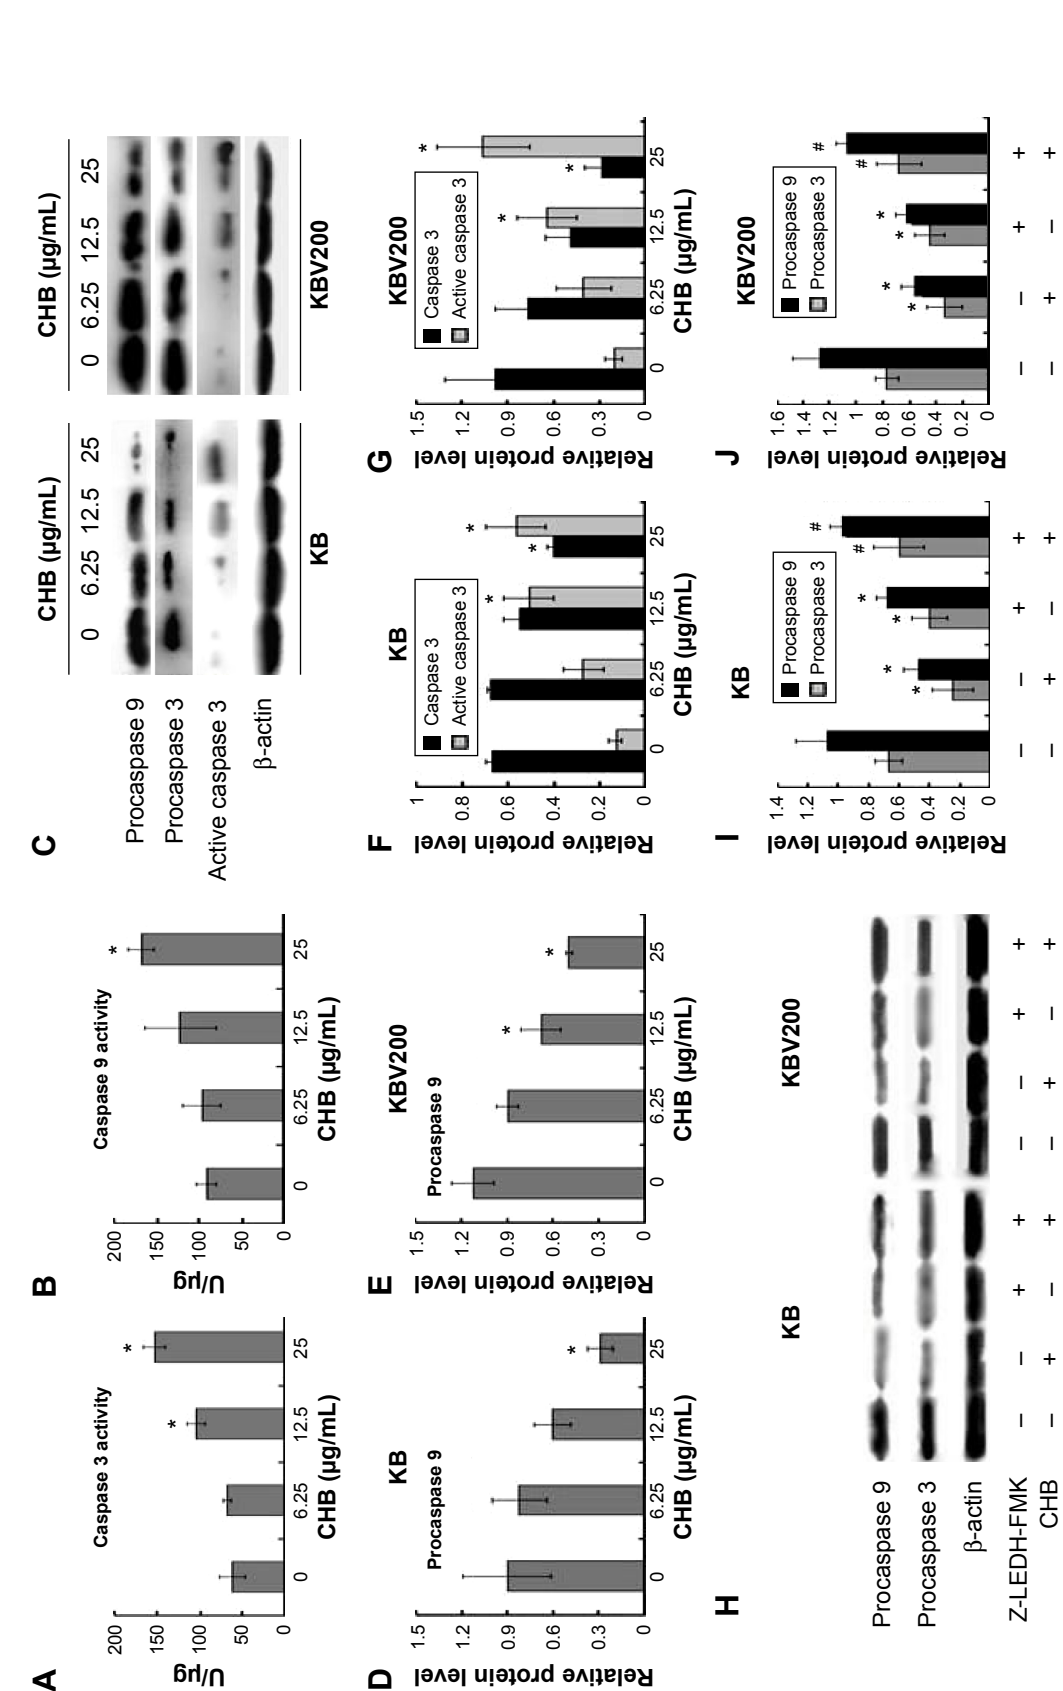 A
Caspase 3 activity
U/µg
200
150
100
50
0
*
*
0 6.25 12.5 25
CHB (µg/mL)
B
Caspase 9 activity
U/µg
200
150
100
50
0
*
0 6.25 12.5 25
CHB (µg/mL)
C
CHB (µg/mL) CHB (µg/mL)
0 6.25 12.5 25 0 6.25 12.5 25
Procaspase 9
Procaspase 3
Active caspase 3
β-actin
KB KBV200
D
KB
Procaspase 9
Relative protein level
1.5
1.2
0.9
0.6
0.3
0
*
0 6.25 12.5 25
CHB (µg/mL)
E
KBV200
Procaspase 9
Relative protein level
1.5
1.2
0.9
0.6
0.3
0
*
*
0 6.25 12.5 25
CHB (µg/mL)
F
KB
Caspase 3
Active caspase 3
Relative protein level
1
0.8
0.6
0.4
0.2
0
*
*
*
0 6.25 12.5 25
CHB (µg/mL)
G
KBV200
Caspase 3
Active caspase 3
Relative protein level
1.5
1.2
0.9
0.6
0.3
0
*
*
*
0 6.25 12.5 25
CHB (µg/mL)
H
KB KBV200
Procaspase 9
Procaspase 3
β-actin
Z-LEDH-FMK − − + + − − + +
CHB − + − + − + − +
I
KB
Procaspase 9
Procaspase 3
Relative protein level
1.4
1.2
1
0.8
0.6
0.4
0.2
0
* * * * # #
− − + +
− + − +
J
KBV200
Procaspase 9
Procaspase 3
Relative protein level
1.6
1.4
1.2
1
0.8
0.6
0.4
0.2
0
* * * * # #
− − + +
− + − +